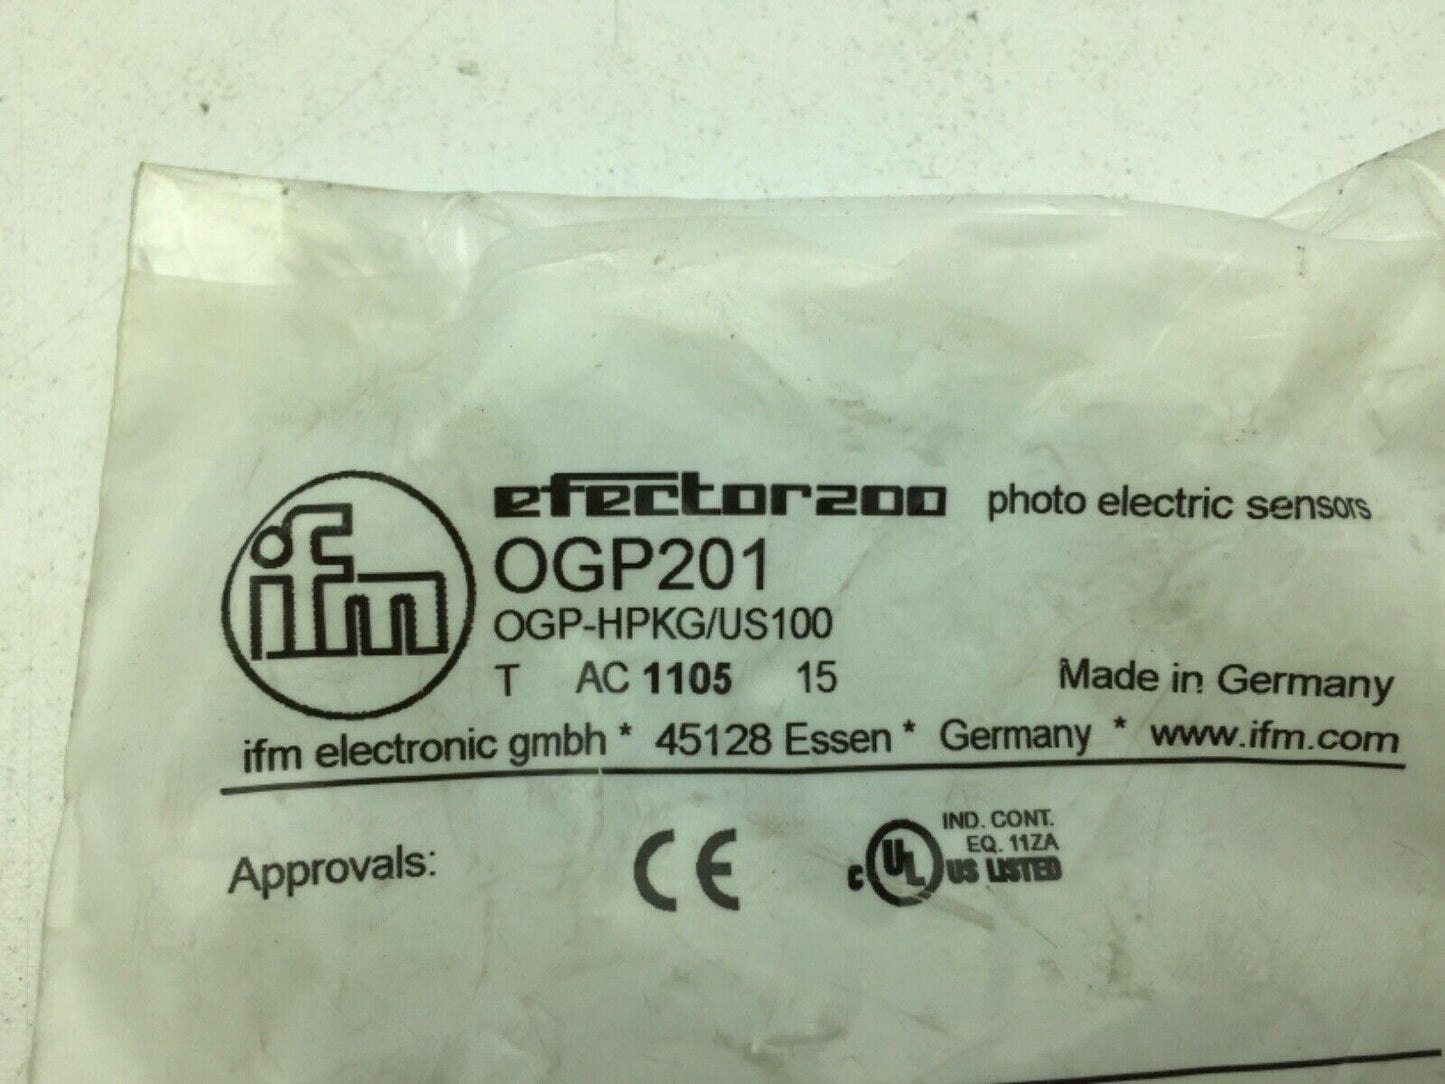 ifm
efector200 photo electric sensors
OGP201
OGP-HPKG/US100
T AC 1105 15 Made in Germany
ifm electronic gmbh * 45128 Essen * Germany * www.ifm.com
Approvals: CE
c UL US LISTED
IND. CONT.
EQ. 11ZA